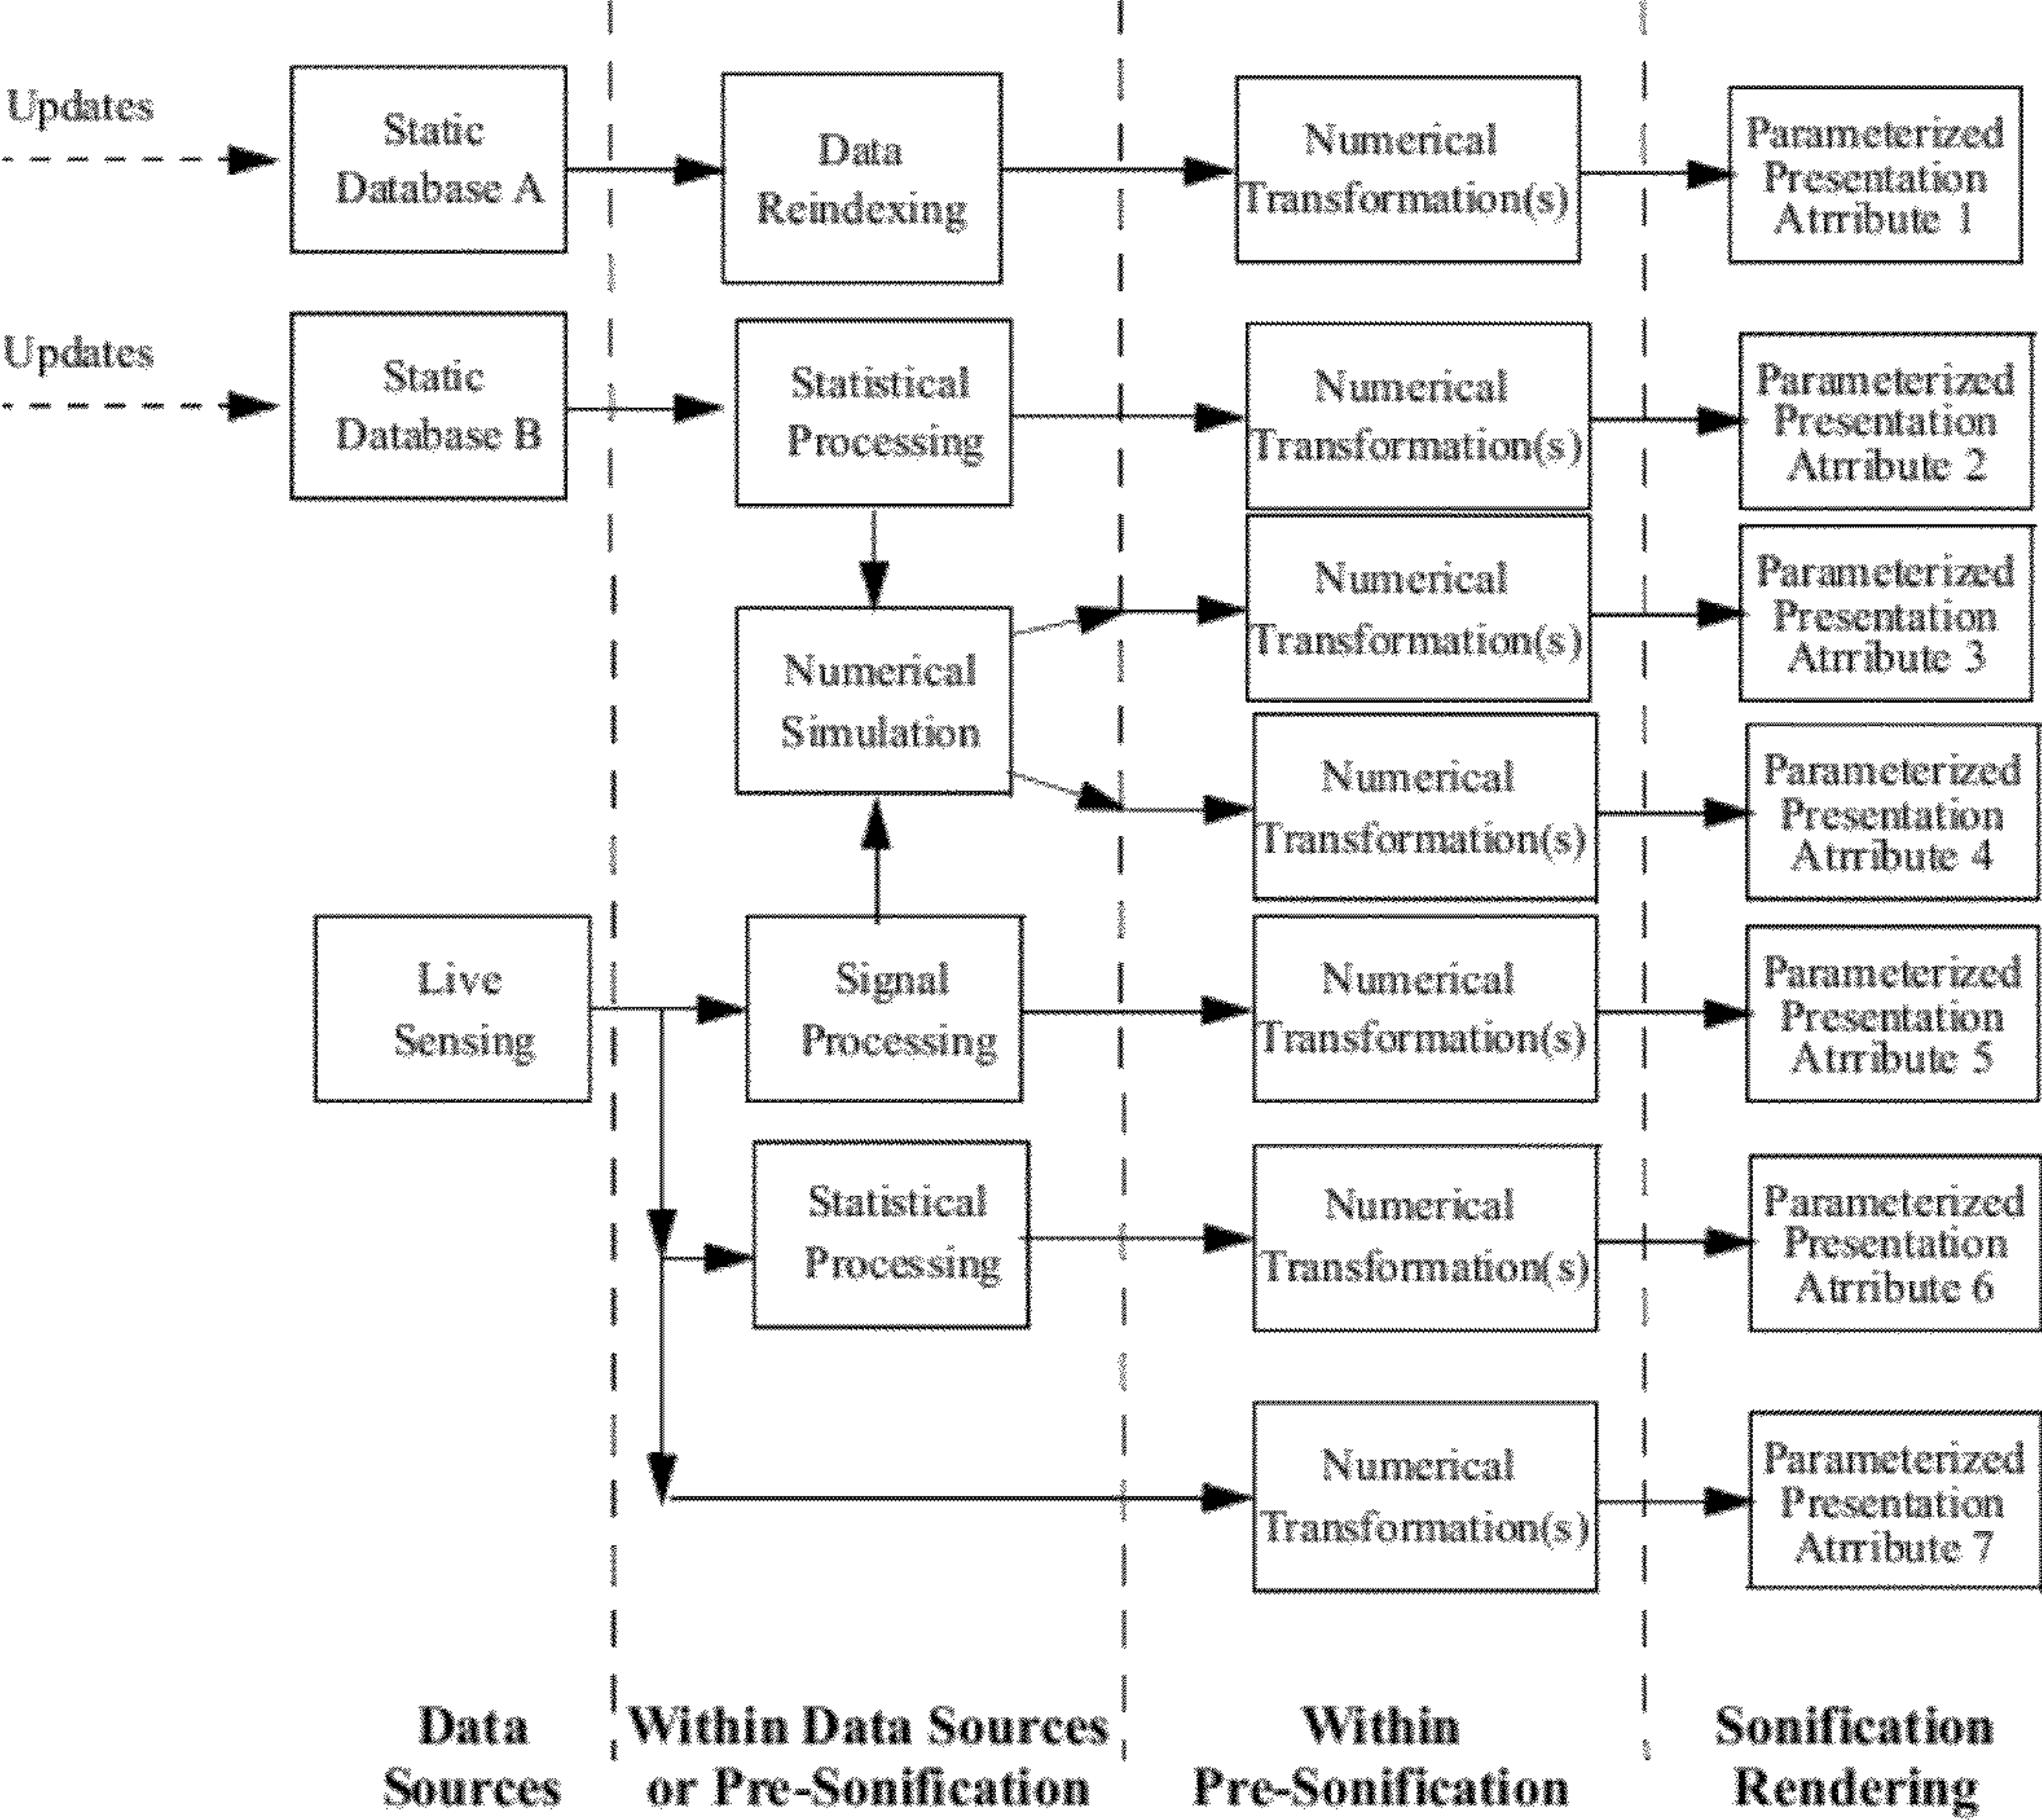 Updates
Static
Database A
Data
Reindexing
Numerical
Transformation(s)
Parameterized
Presentation
Atrribute 1
Updates
Static
Database B
Statistical
Processing
Numerical
Transformation(s)
Parameterized
Presentation
Atrribute 2
Numerical
Simulation
Numerical
Transformation(s)
Parameterized
Presentation
Atrribute 3
Numerical
Transformation(s)
Parameterized
Presentation
Atrribute 4
Live
Sensing
Signal
Processing
Numerical
Transformation(s)
Parameterized
Presentation
Atrribute 5
Statistical
Processing
Numerical
Transformation(s)
Parameterized
Presentation
Atrribute 6
Numerical
Transformation(s)
Parameterized
Presentation
Atrribute 7
Data
Sources
Within Data Sources
or Pre-Sonification
Within
Pre-Sonification
Sonification
Rendering